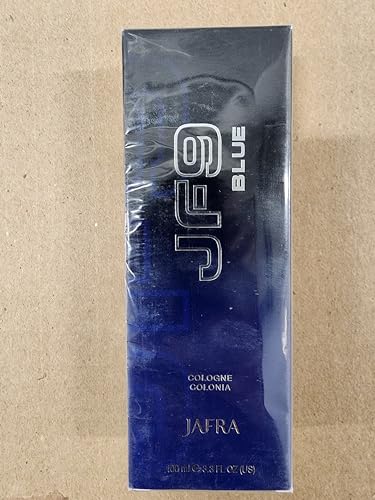 JF9
BLUE
COLOGNE
COLONIA
JAFRA
100 ml ℮ 3.3 FL OZ (US)